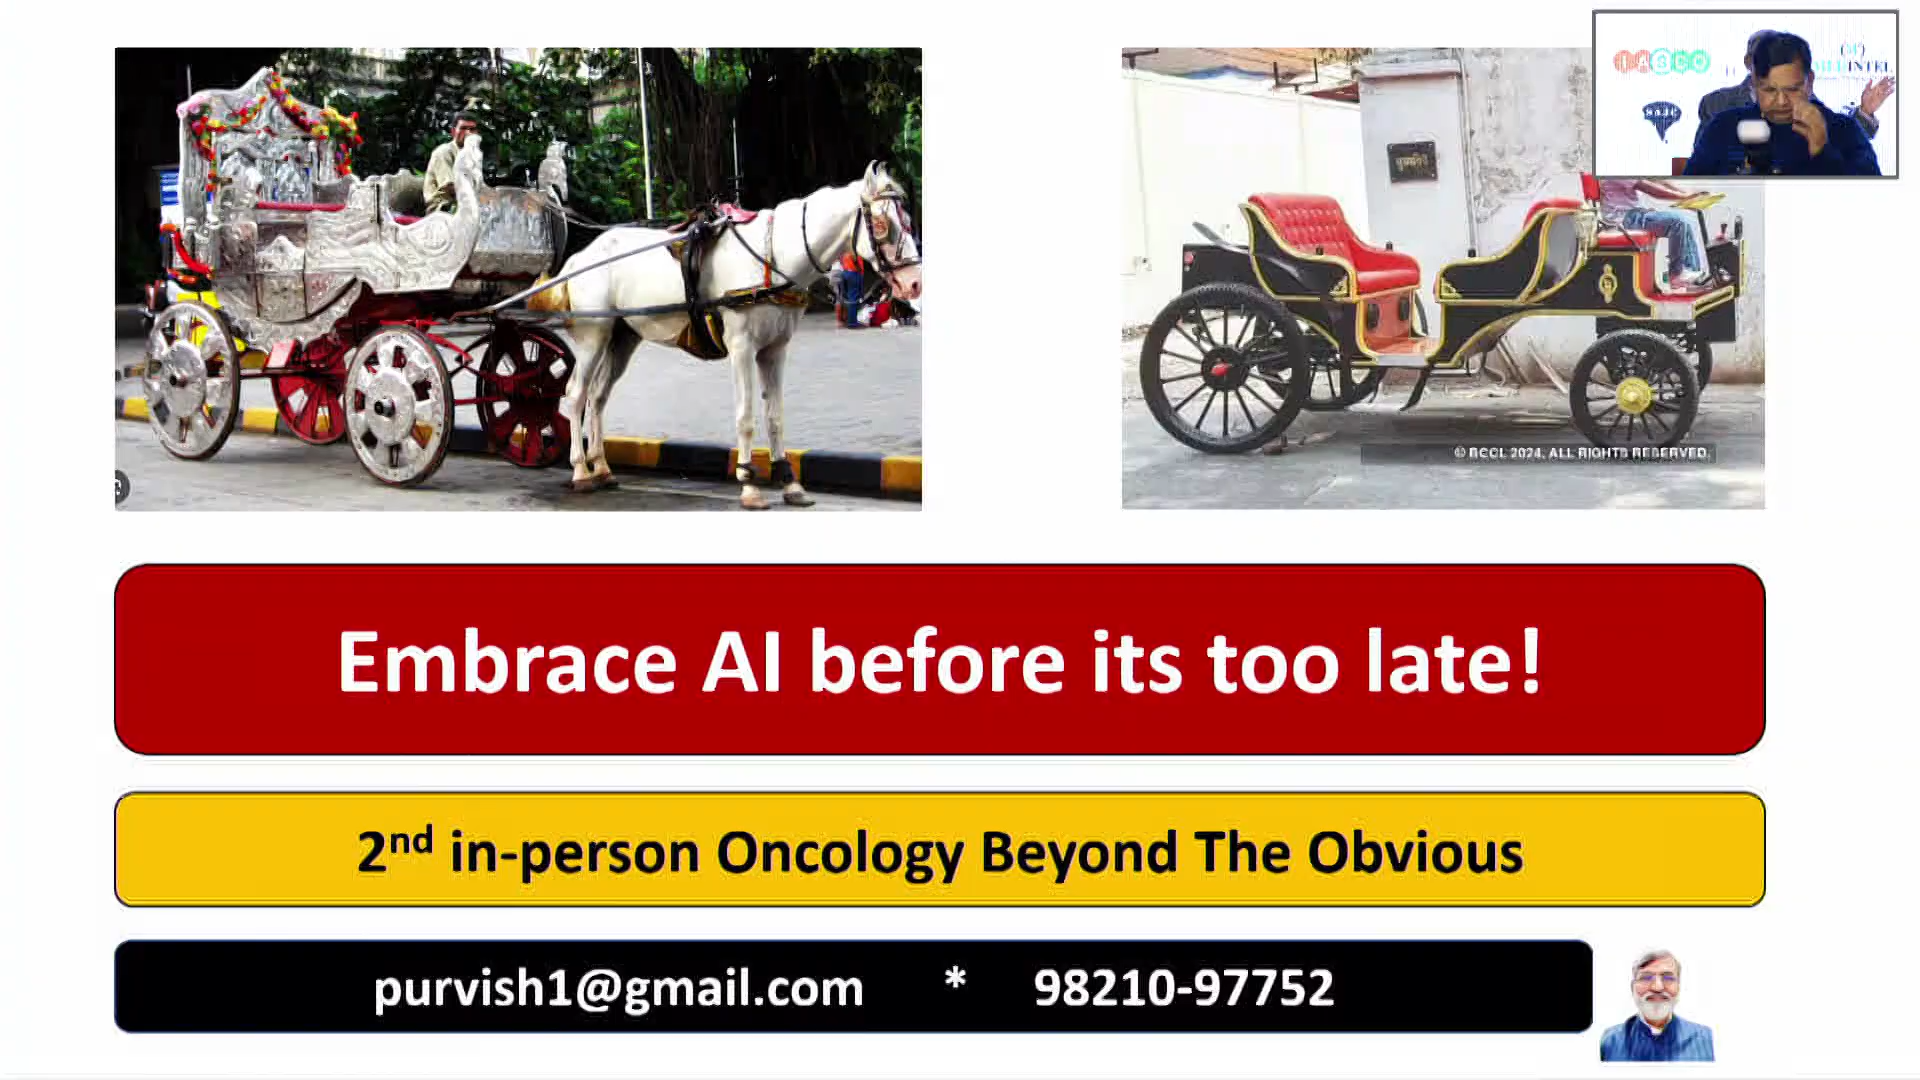 © BCCL 2024. ALL RIGHTS RESERVED.
Embrace AI before its too late!
2nd in-person Oncology Beyond The Obvious
purvish1@gmail.com * 98210-97752